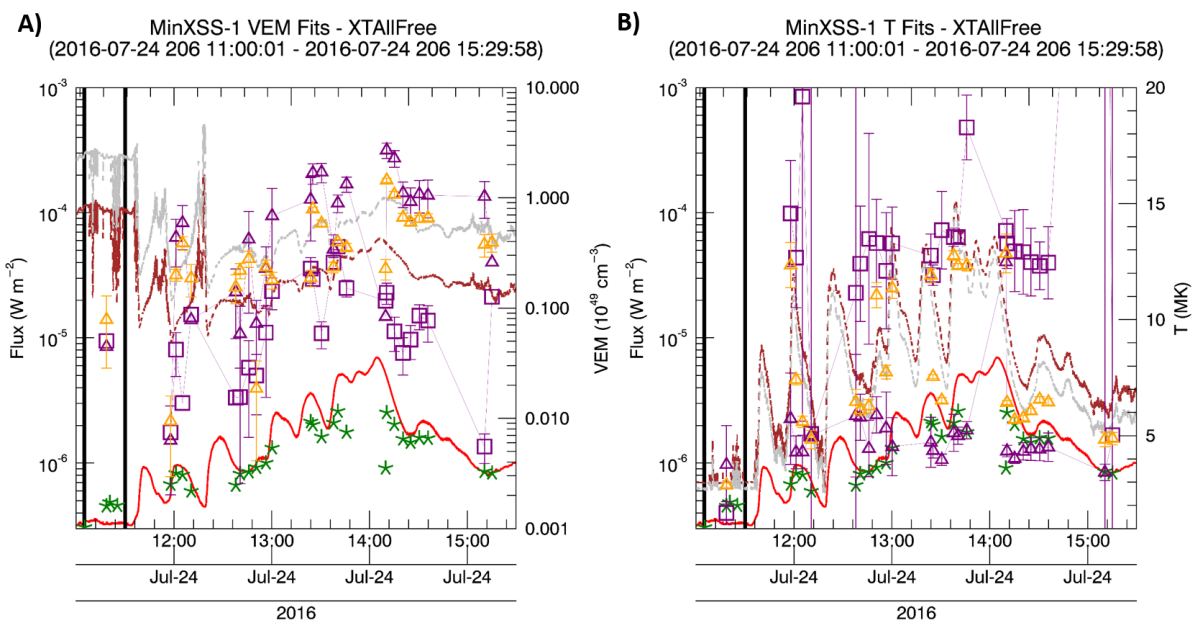 A)
MinXSS-1 VEM Fits - XTAllFree
(2016-07-24 206 11:00:01 - 2016-07-24 206 15:29:58)
Flux (W m⁻²)
10⁻³
10⁻⁴
10⁻⁵
10⁻⁶
10.000
1.000
0.100
0.010
0.001
VEM (10⁴⁹ cm⁻³)
12:00 13:00 14:00 15:00
Jul-24 Jul-24 Jul-24 Jul-24
2016
B)
MinXSS-1 T Fits - XTAllFree
(2016-07-24 206 11:00:01 - 2016-07-24 206 15:29:58)
Flux (W m⁻²)
10⁻³
10⁻⁴
10⁻⁵
10⁻⁶
20
15
10
5
T (MK)
12:00 13:00 14:00 15:00
Jul-24 Jul-24 Jul-24 Jul-24
2016